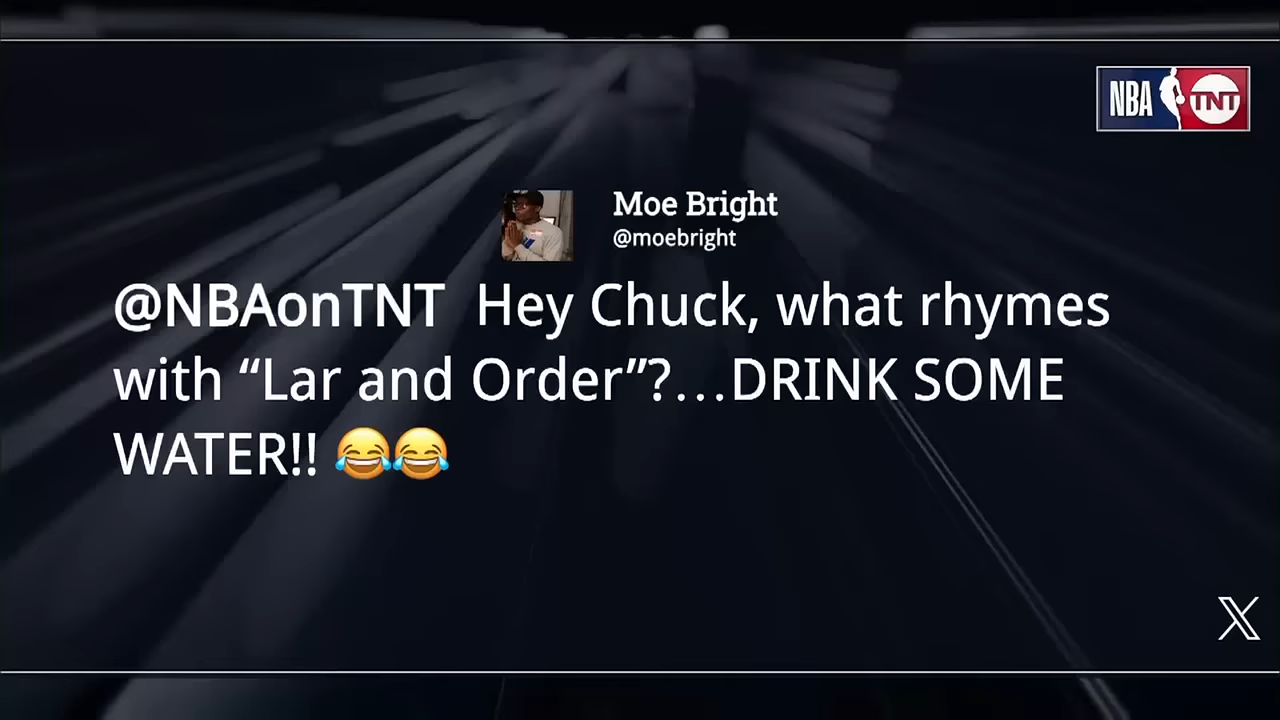 NBA TNT
Moe Bright
@moebright
@NBAonTNT Hey Chuck, what rhymes
with “Lar and Order”?...DRINK SOME
WATER!! 😂😂
X